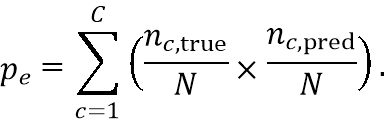 $p_e = \sum_{c=1}^{C} \left( \frac{n_{c,\text{true}}}{N} \times \frac{n_{c,\text{pred}}}{N} \right).$